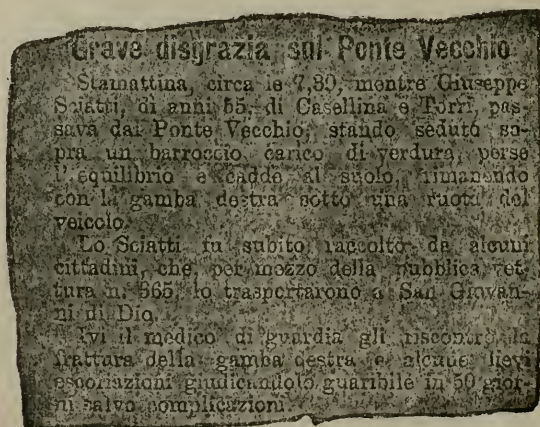 Grave disgrazia sul Ponte Vecchio
Stamattina, circa le 7,30, mentre Giuseppe
Sciatti, di anni 55, di Casellina e Torri, pas-
sava dal Ponte Vecchio, stando seduto so-
pra un barroccio carico di verdura, perse
l'equilibrio e cadde al suolo rimanendo
con la gamba destra sotto una ruota del
veicolo.
Lo Sciatti fu subito raccolto da alcuni
cittadini, che, per mezzo della pubblica vet-
tura n. 365, lo trasportarono a San Giovan-
ni di Dio.
Ivi il medico di guardia gli riscontrò la
frattura della gamba destra e alcune lievi
escoriazioni giudicandolo guaribile in 50 gior-
ni salvo complicazioni.